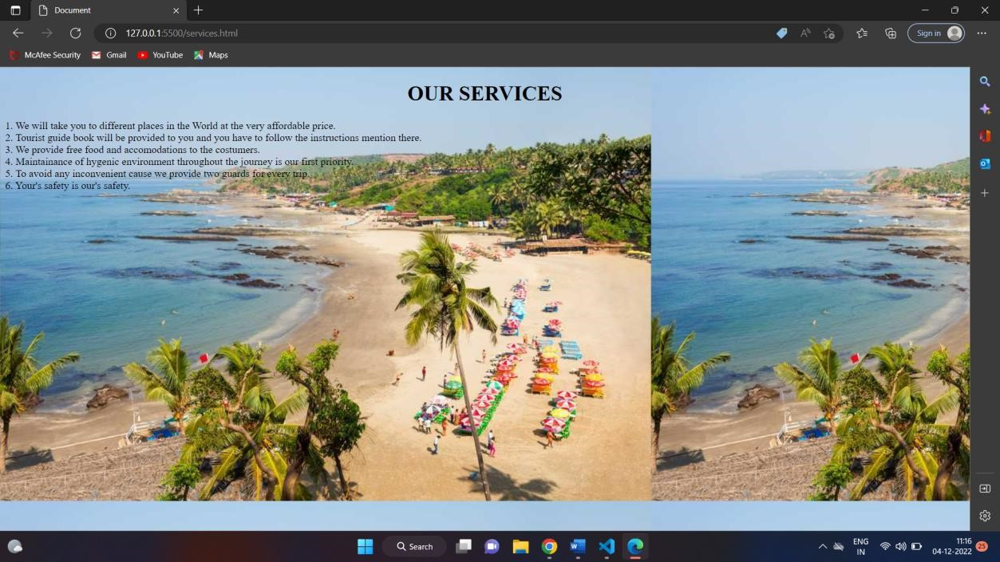 Document
127.0.0.1:5500/services.html
Sign in
McAfee Security
Gmail
YouTube
Maps
OUR SERVICES
1. We will take you to different places in the World at the very affordable price.
2. Tourist guide book will be provided to you and you have to follow the instructions mention there.
3. We provide free food and accomodations to the costumers.
4. Maintainance of hygenic environment throughout the journey is our first priority.
5. To avoid any inconvenient cause we provide two guards for every trip.
6. Your's safety is our's safety.
Search
ENG
IN
11:16
04-12-2022
25